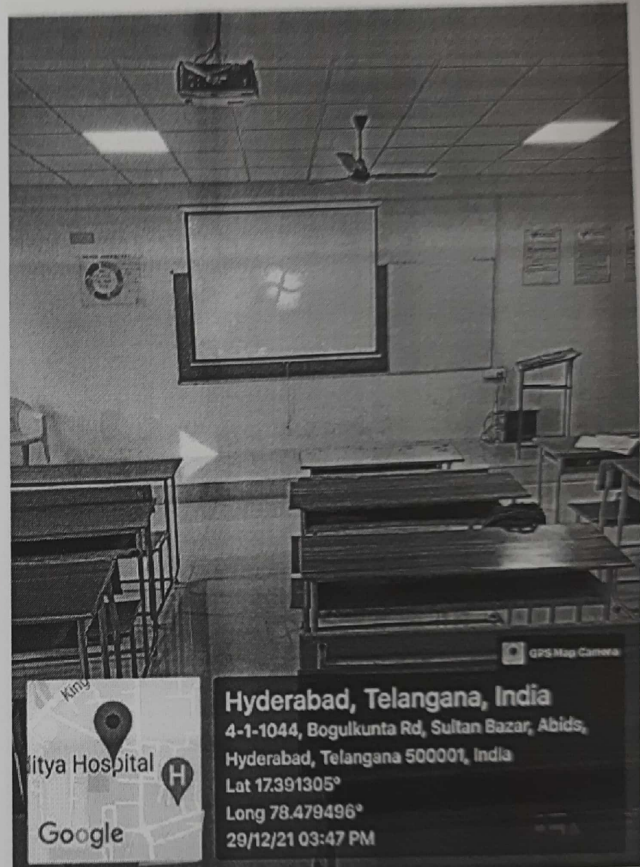 GPS Map Camera
King
ditya Hospital
H
Google
Hyderabad, Telangana, India
4-1-1044, Bogulkunta Rd, Sultan Bazar, Abids,
Hyderabad, Telangana 500001, India
Lat 17.391305°
Long 78.479496°
29/12/21 03:47 PM